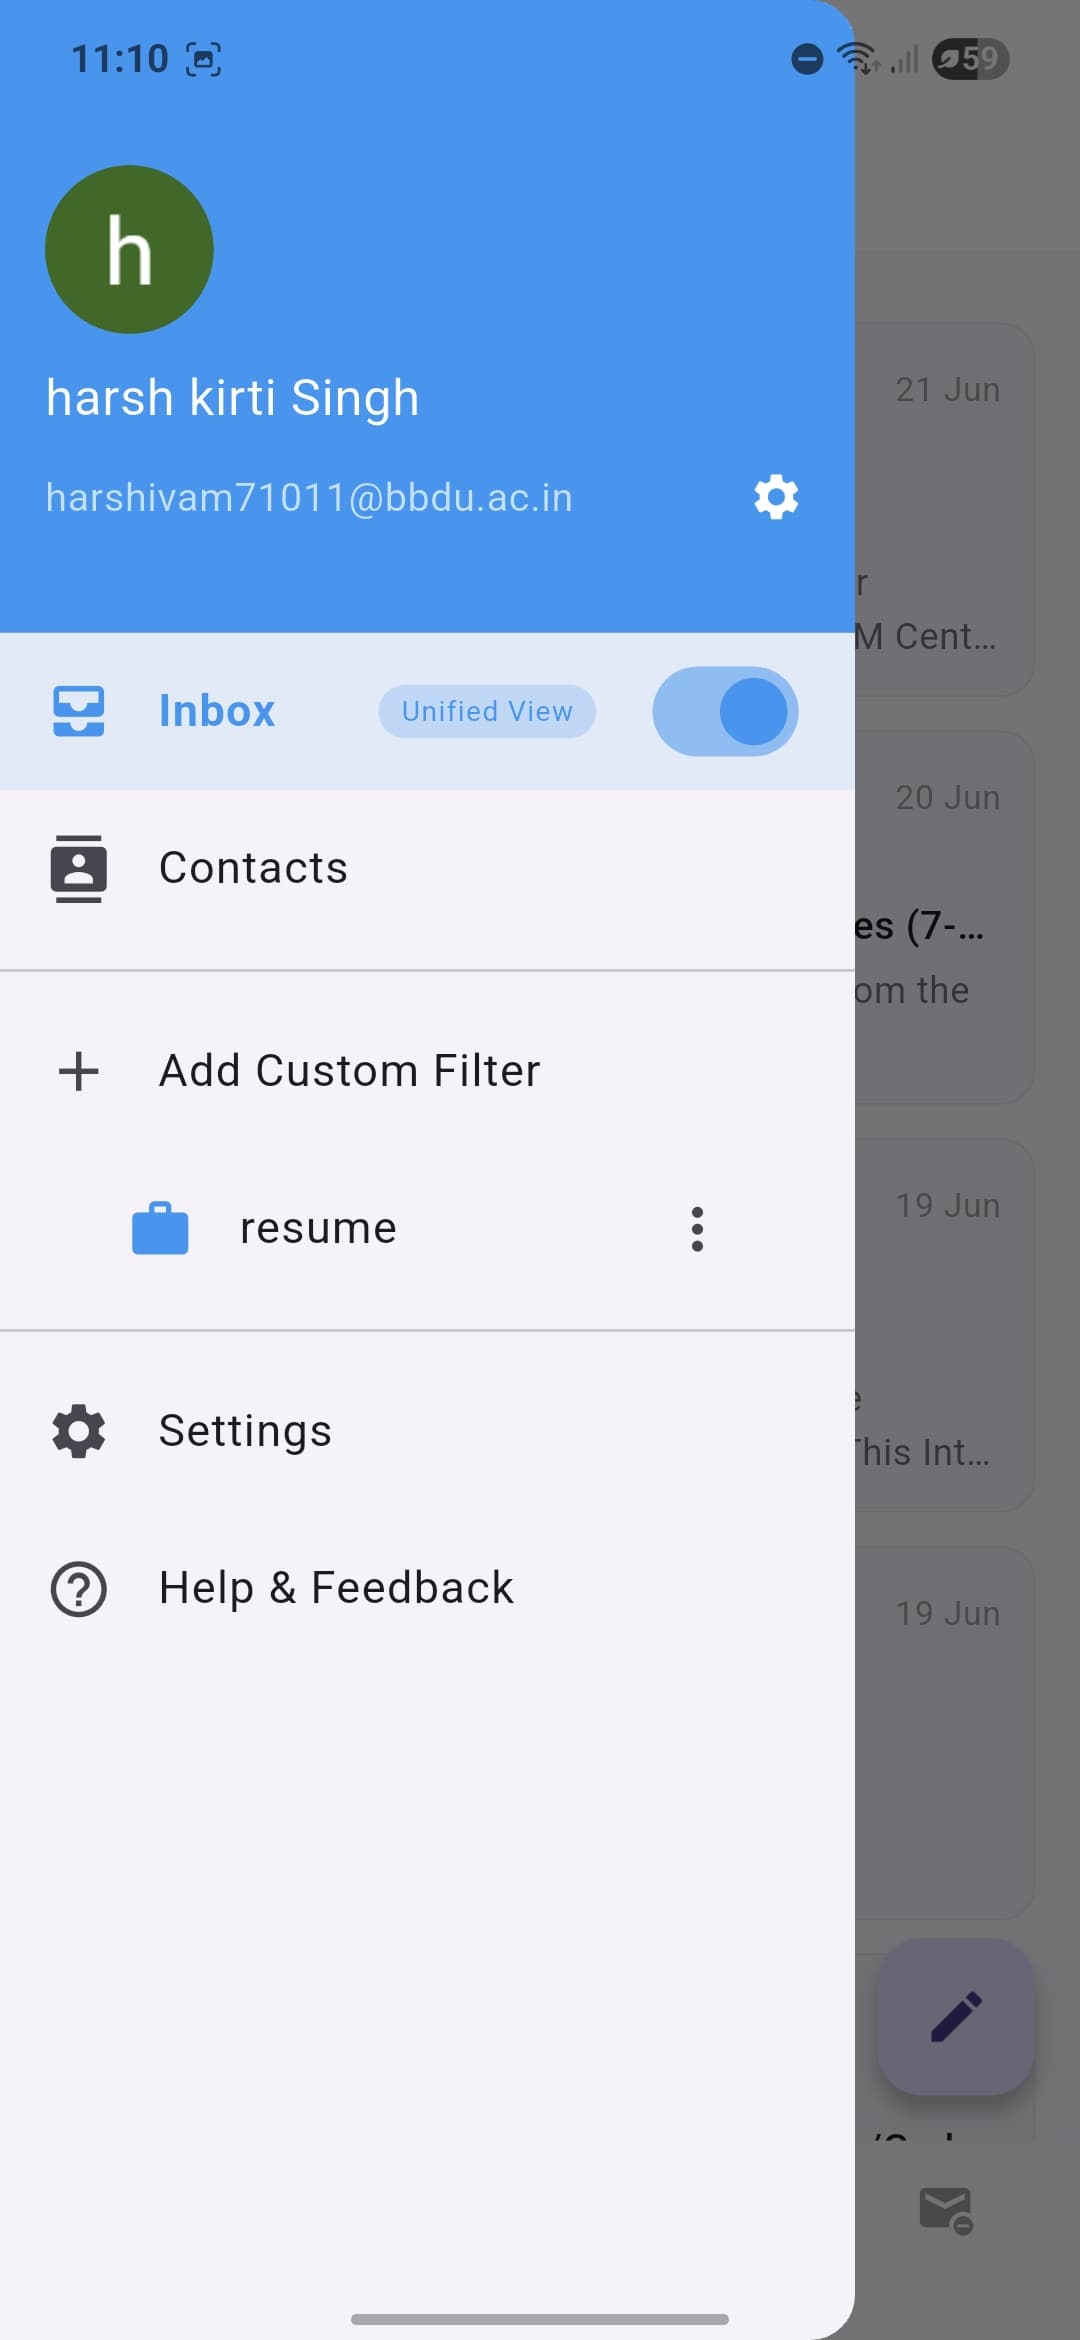 11:10
59
h
harsh kirti Singh
harshivam71011@bbdu.ac.in
Inbox
Unified View
Contacts
Add Custom Filter
resume
Settings
Help & Feedback
21 Jun
r
M Cent...
20 Jun
es (7-...
om the
19 Jun
e
This Int...
19 Jun